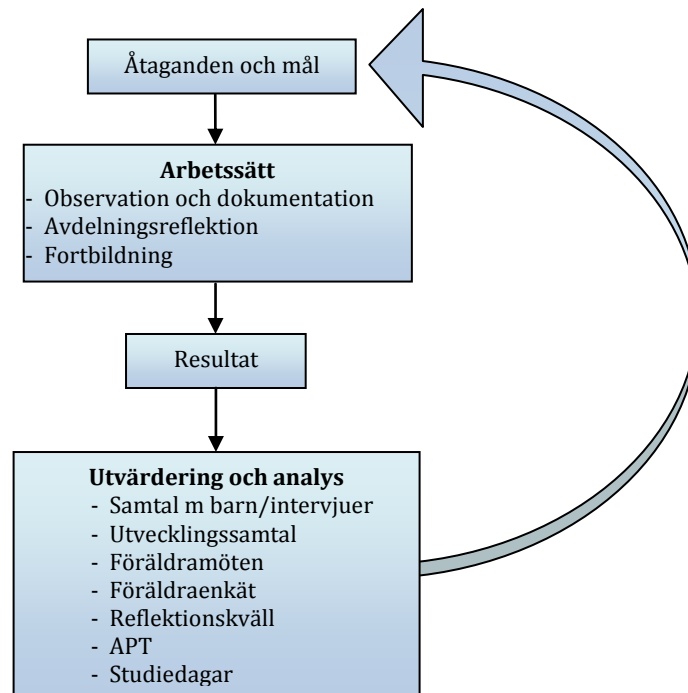 Åtaganden och mål
Arbetssätt
- Observation och dokumentation
- Avdelningsreflektion
- Fortbildning
Resultat
Utvärdering och analys
- Samtal m barn/intervjuer
- Utvecklingssamtal
- Föräldramöten
- Föräldraenkät
- Reflektionskväll
- APT
- Studiedagar